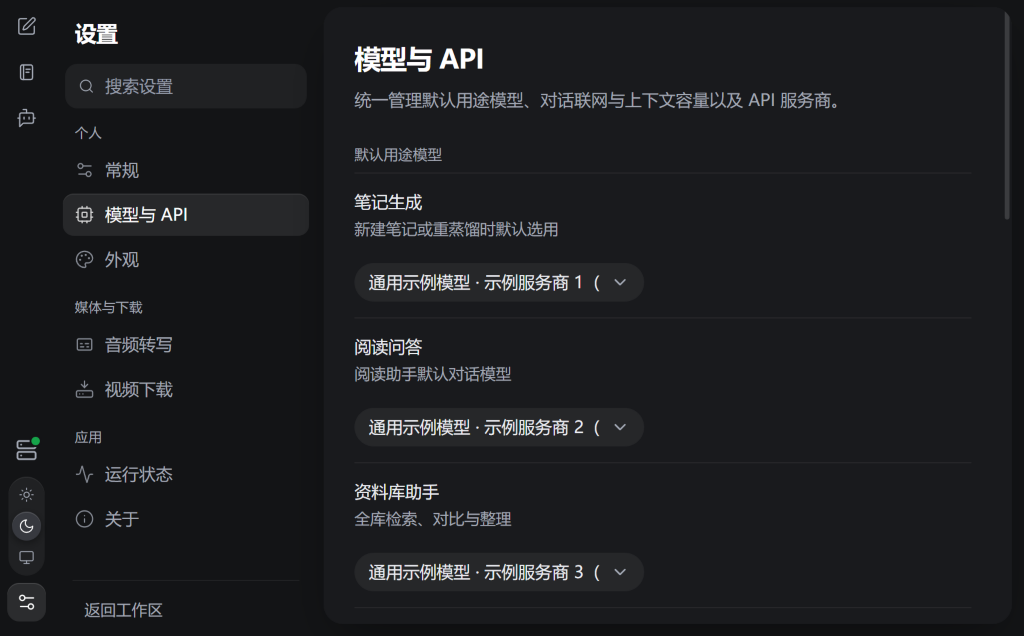 设置
搜索设置
个人
常规
模型与 API
外观
媒体与下载
音频转写
视频下载
应用
运行状态
关于
返回工作区
模型与 API
统一管理默认用途模型、对话联网与上下文容量以及 API 服务商。
默认用途模型
笔记生成
新建笔记或重蒸馏时默认选用
通用示例模型 · 示例服务商 1（
阅读问答
阅读助手默认对话模型
通用示例模型 · 示例服务商 2（
资料库助手
全库检索、对比与整理
通用示例模型 · 示例服务商 3（